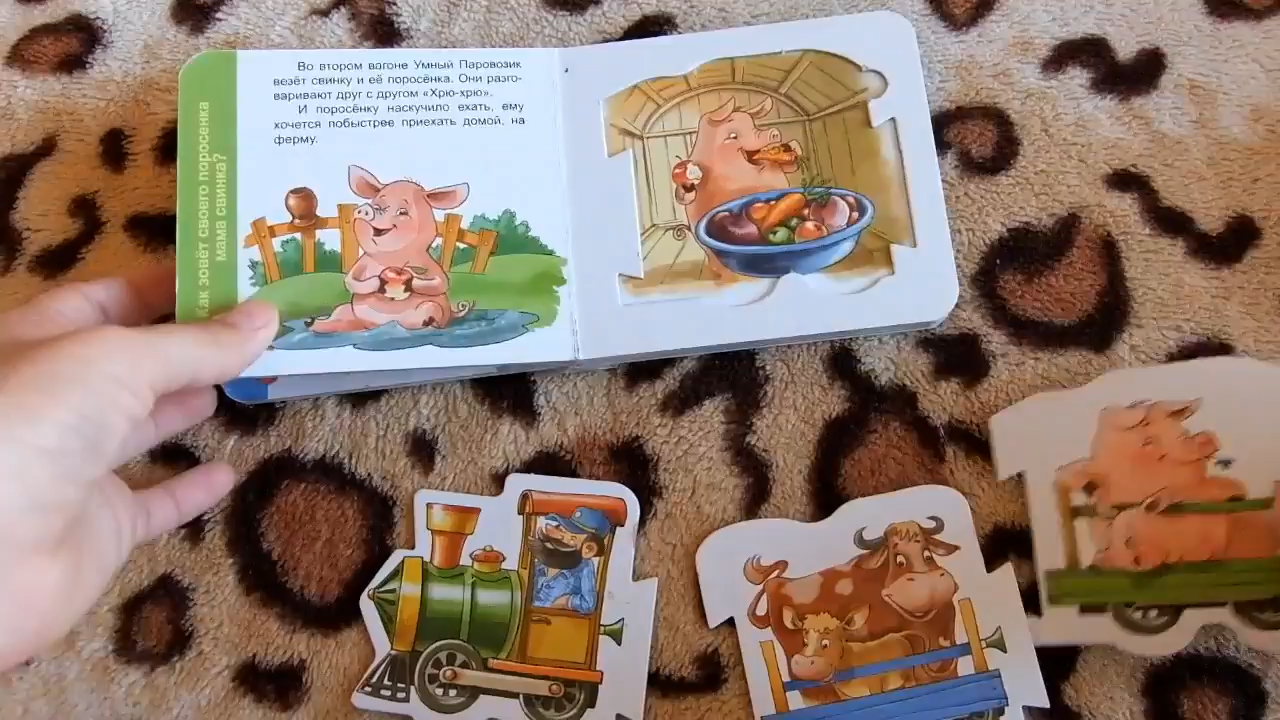 Как зовёт своего поросёнка
мама свинка?
Во втором вагоне Умный Паровозик
везёт свинку и её поросёнка. Они разго-
варивают друг с другом «Хрю-хрю».
И поросёнку наскучило ехать, ему
хочется побыстрее приехать домой, на
ферму.